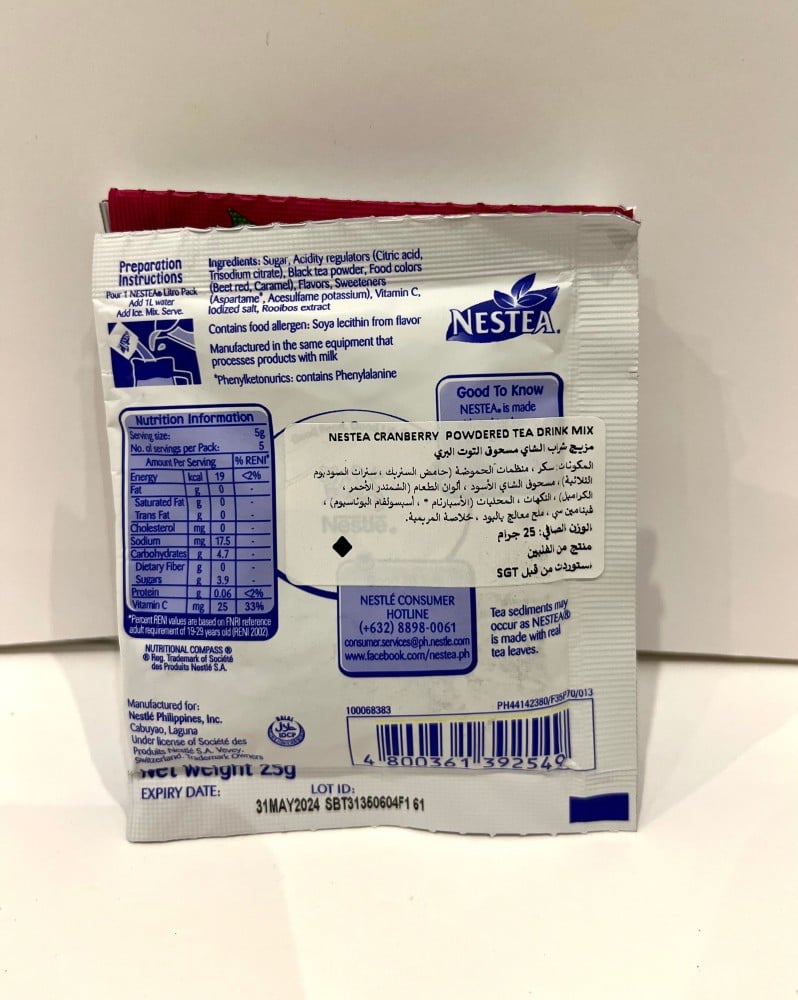 Preparation
Instructions
Pour 1 NESTEA® Litro Pack
Add 1L water
Add Ice. Mix. Serve.
Ingredients: Sugar, Acidity regulators (Citric acid,
Trisodium citrate), Black tea powder, Food colors
(Beet red, Caramel), Flavors, Sweeteners
(Aspartame*, Acesulfame potassium), Vitamin C,
Iodized salt, Rooibos extract
Contains food allergen: Soya lecithin from flavor
Manufactured in the same equipment that
processes products with milk
*Phenylketonurics: contains Phenylalanine
NESTEA®
Good To Know
NESTEA® is made
Nutrition Information
Serving size: 5g
No. of servings per Pack: 5
Amount Per Serving % RENI*
Energy kcal 19 <2%
Fat g 0 -
Saturated Fat g 0 -
Trans Fat g 0 -
Cholesterol mg 0 -
Sodium mg 17.5 -
Carbohydrates g 4.7 -
Dietary Fiber g 0 -
Sugars g 3.9 -
Protein g 0.06 <2%
Vitamin C mg 25 33%
*Percent RENI values are based on FNRI reference
adult requirement of 19-29 years old (RENI 2002)
NUTRITIONAL COMPASS ®
® Reg. Trademark of Société
des Produits Nestlé S.A.
NESTEA CRANBERRY POWDERED TEA DRINK MIX
مزيج شراب الشاي مسحوق التوت البري
المكونات: سكر ، منظمات الحموضة (حامض الستريك ، سترات الصوديوم
الثلاثية) ، مسحوق الشاي الأسود ، ألوان الطعام (الشمندر الأحمر ،
الكراميل) ، النكهات ، المحليات (الأسبارتام * ، أسيسولفام البوتاسيوم) ،
فيتامين سي ، ملح معالج باليود ، خلاصة المريمية.
الوزن الصافي: 25 جرام
منتج من الفلبين
استوردت من قبل SGT
Nestlé.
NESTLÉ CONSUMER
HOTLINE
(+632) 8898-0061
consumer.services@ph.nestle.com
www.facebook.com/nestea.ph
Tea sediments may
occur as NESTEA®
is made with real
tea leaves.
Manufactured for:
Nestlé Philippines, Inc.
Cabuyao, Laguna
Under license of Société des
Produits Nestlé S.A. Vevey,
Switzerland. Trademark Owners
HALAL
حلال
IDCP
100068383
PH44142380/F35P70/013
4 800361 392549
Net Weight 25g
EXPIRY DATE: LOT ID:
31MAY2024 SBT31350604F1 61